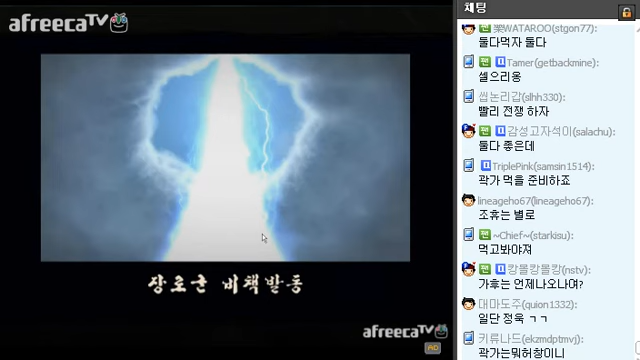 afreecaTV
장로군 비책발동
afreecaTV
AD
채팅
樂WATAROO(stgon77):
둘다먹자 둘다
Tamer(getbackmine):
셀으리옹
씹논리갑(slhh330):
빨리 전쟁 하자
감성고자석이(salachu):
둘다 좋은데
TriplePink(samsin1514):
곽가 먹을 준비하죠
lineageho67(lineageho67):
조휴는 별로
~Chief~(starkisu):
먹고봐야져
캉몰캉몰캉(nstv):
가후는 언제나오나여?
대마도주(quion1332):
일단 정욱 ㄱㄱ
키류나드(ekzmdptmvj):
곽가는뭐허창이니